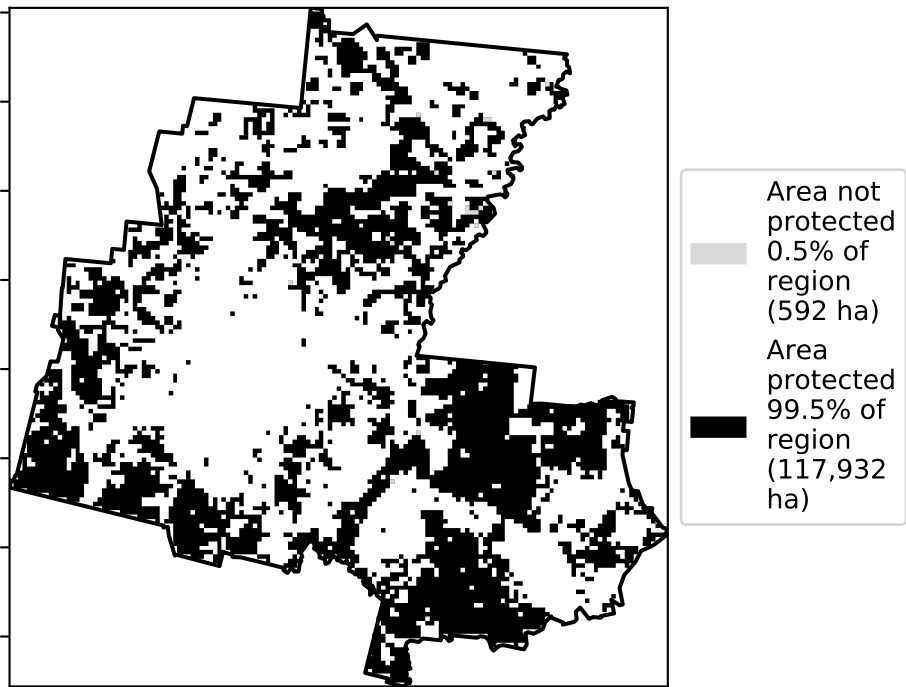 Area not
protected
0.5% of
region
(592 ha)
Area
protected
99.5% of
region
(117,932
ha)